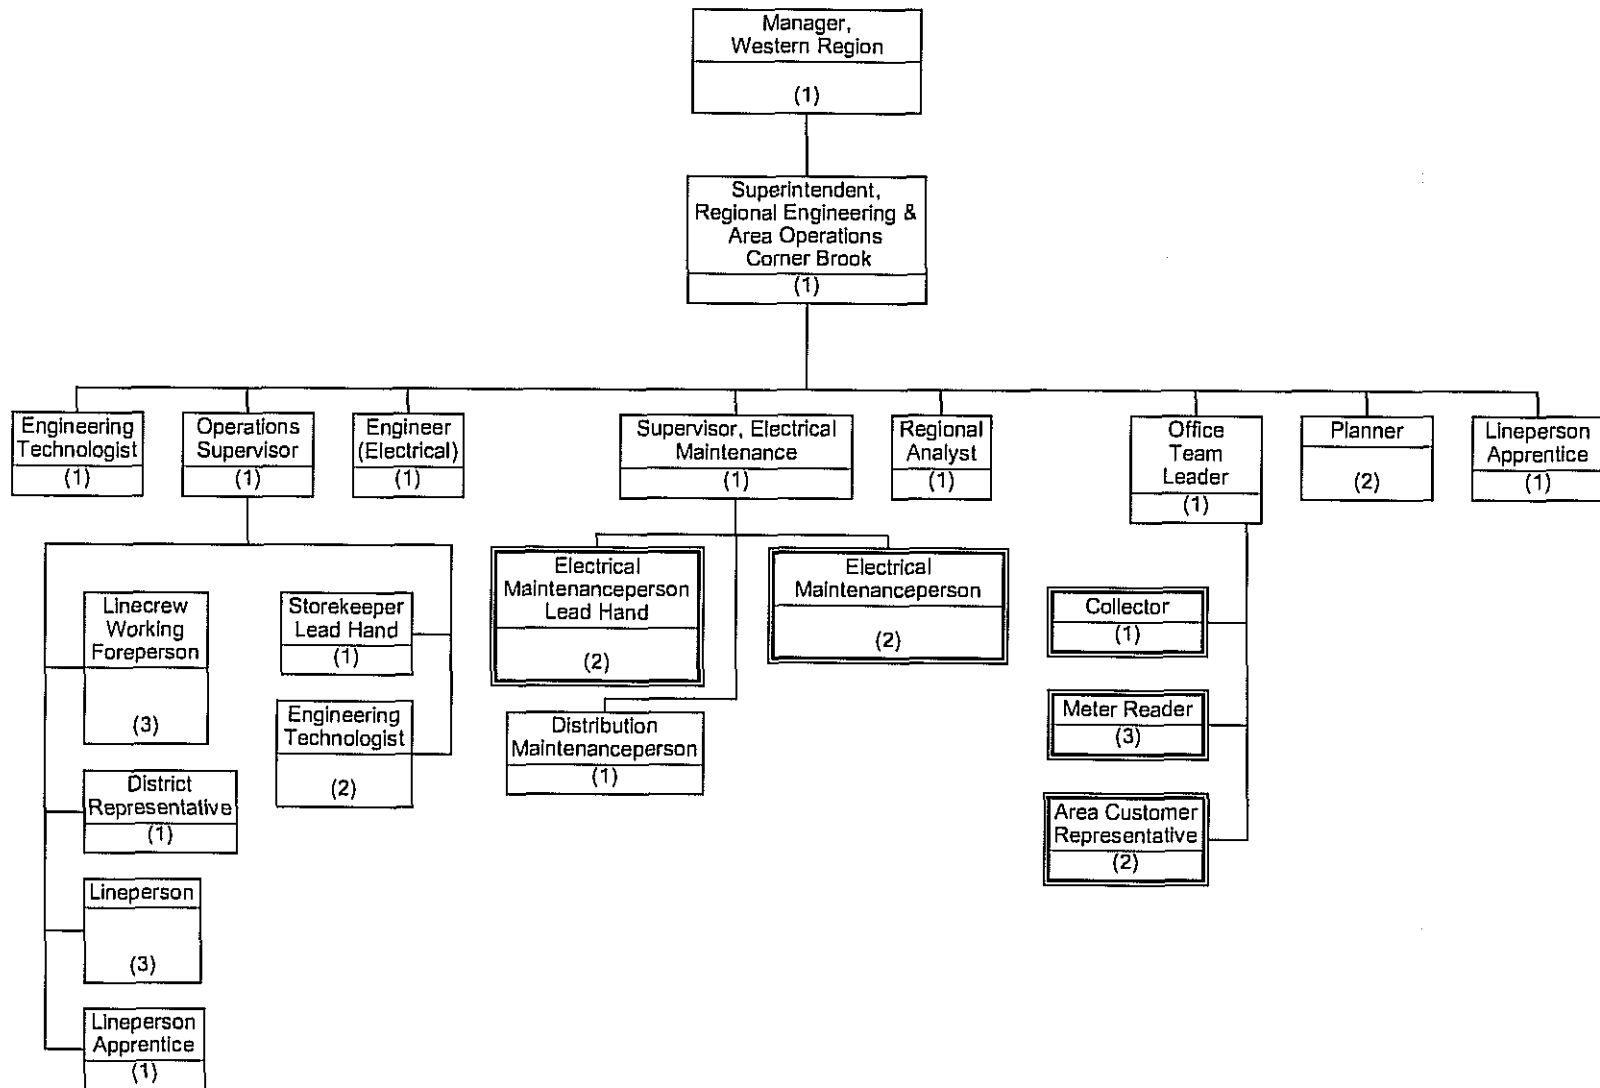 Manager,
Western Region
(1)
Superintendent,
Regional Engineering &
Area Operations
Corner Brook
(1)
Engineering
Technologist
(1)
Operations
Supervisor
(1)
Engineer
(Electrical)
(1)
Supervisor, Electrical
Maintenance
(1)
Regional
Analyst
(1)
Office
Team
Leader
(1)
Planner
(2)
Lineperson
Apprentice
(1)
Linecrew
Working
Foreperson
(3)
Storekeeper
Lead Hand
(1)
Engineering
Technologist
(2)
District
Representative
(1)
Lineperson
(3)
Lineperson
Apprentice
(1)
Electrical
Maintenanceperson
Lead Hand
(2)
Electrical
Maintenanceperson
(2)
Distribution
Maintenanceperson
(1)
Collector
(1)
Meter Reader
(3)
Area Customer
Representative
(2)